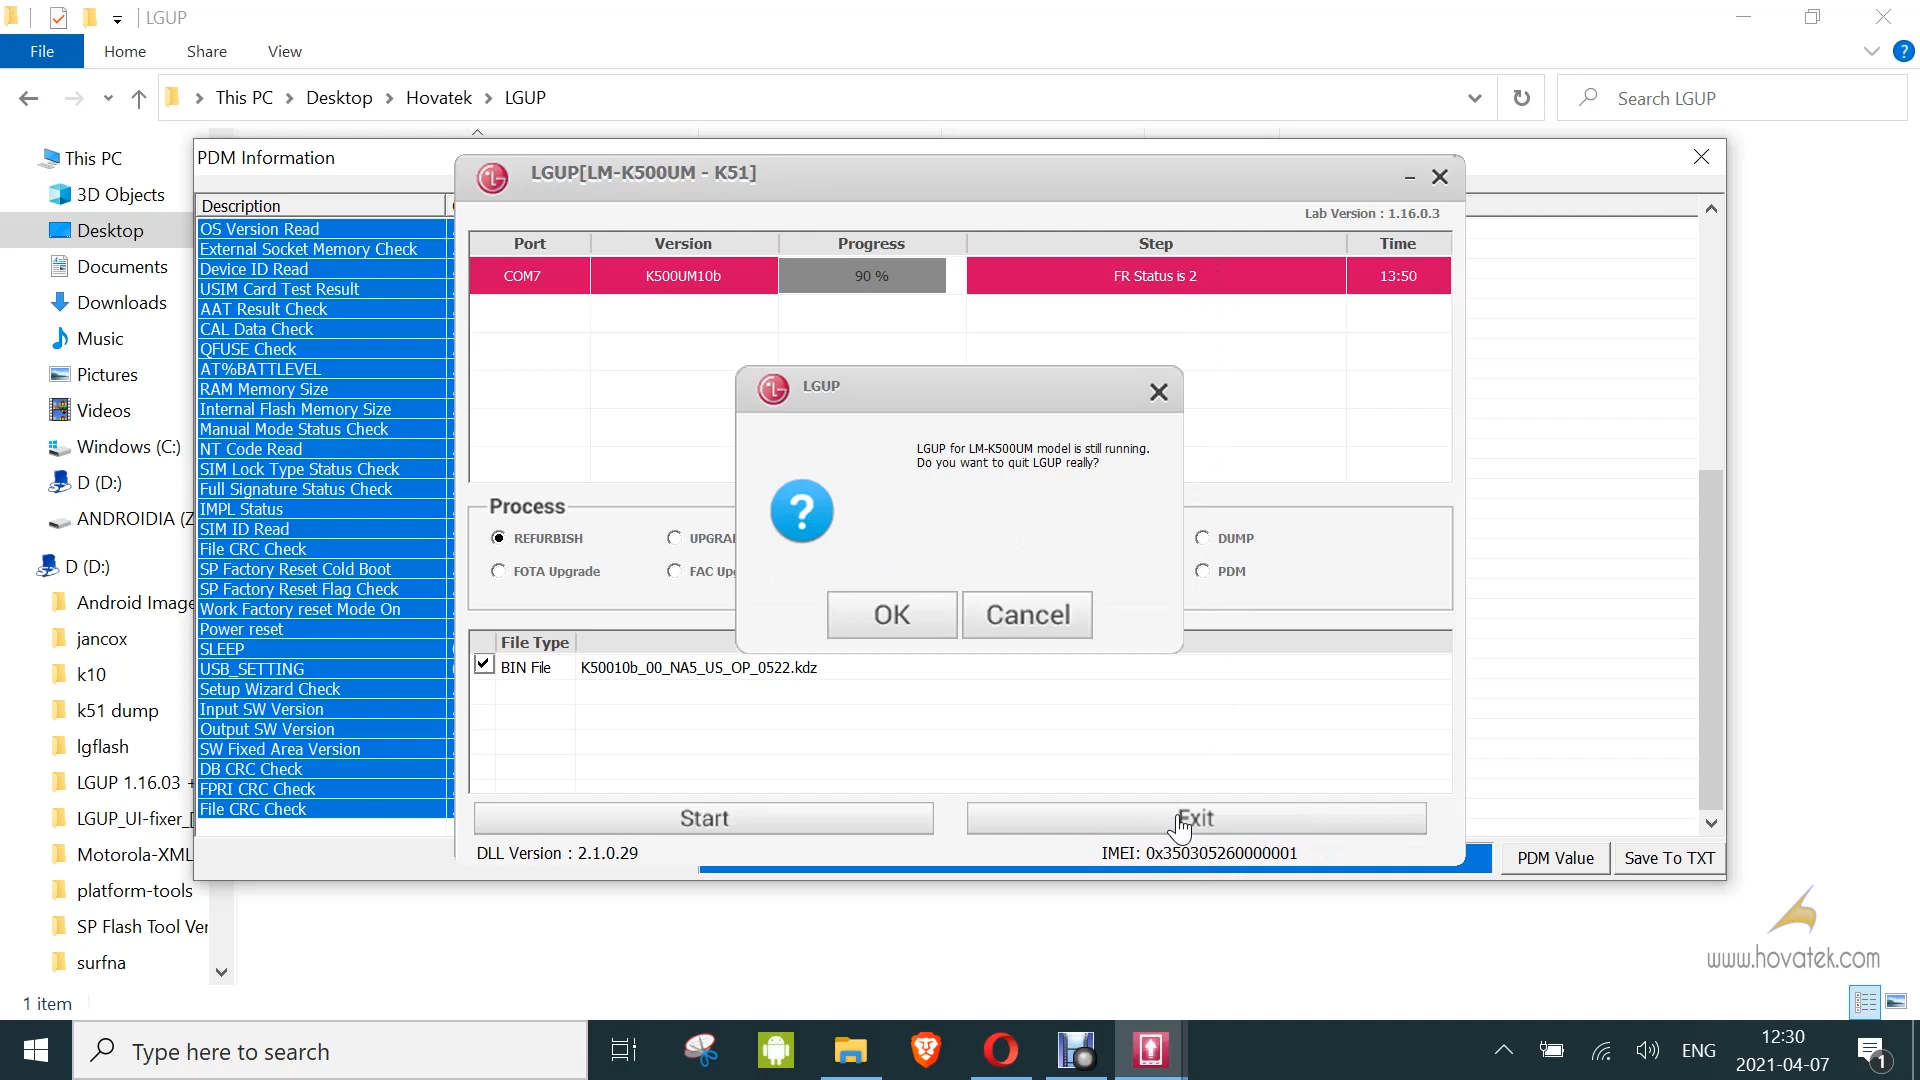 LGUP
File
Home
Share
View
This PC
Desktop
Hovatek
LGUP
Search LGUP
This PC
3D Objects
Desktop
Documents
Downloads
Music
Pictures
Videos
Windows (C:)
D (D:)
ANDROIDIA (Z
D (D:)
Android Image
jancox
k10
k51 dump
lgflash
LGUP 1.16.03 +
LGUP_UI-fixer_[
Motorola-XML
platform-tools
SP Flash Tool Ver
surfna
1 item
PDM Information
Description
OS Version Read
External Socket Memory Check
Device ID Read
USIM Card Test Result
AAT Result Check
CAL Data Check
QFUSE Check
AT%BATTLEVEL
RAM Memory Size
Internal Flash Memory Size
Manual Mode Status Check
NT Code Read
SIM Lock Type Status Check
Full Signature Status Check
IMPL Status
SIM ID Read
File CRC Check
SP Factory Reset Cold Boot
SP Factory Reset Flag Check
Work Factory reset Mode On
Power reset
SLEEP
USB_SETTING
Setup Wizard Check
Input SW Version
Output SW Version
SW Fixed Area Version
DB CRC Check
FPRI CRC Check
File CRC Check
LGUP[LM-K500UM - K51]
Lab Version : 1.16.0.3
Port Version Progress Step Time
COM7 K500UM10b 90 % FR Status is 2 13:50
LGUP
LGUP for LM-K500UM model is still running.
Do you want to quit LGUP really?
OK Cancel
Process
REFURBISH UPGRA DUMP
FOTA Upgrade FAC Upg PDM
File Type
BIN File K50010b_00_NA5_US_OP_0522.kdz
Start Exit
DLL Version : 2.1.0.29 IMEI: 0x350305260000001
PDM Value Save To TXT
www.hovatek.com
Type here to search
ENG
12:30
2021-04-07
1